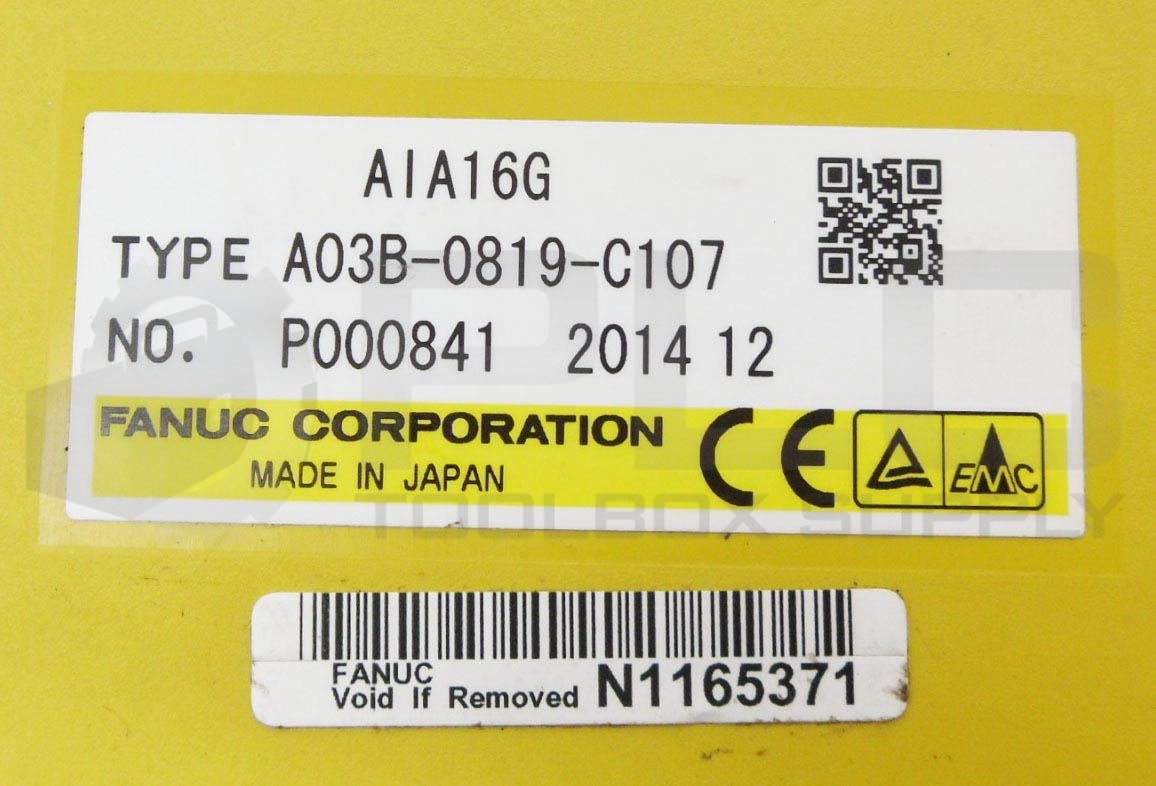 AIA16G
TYPE A03B-0819-C107
NO. P000841 2014 12
FANUC CORPORATION CE EMC
MADE IN JAPAN
PLC
TOOLBOX SUPPLY
FANUC
Void If Removed N1165371